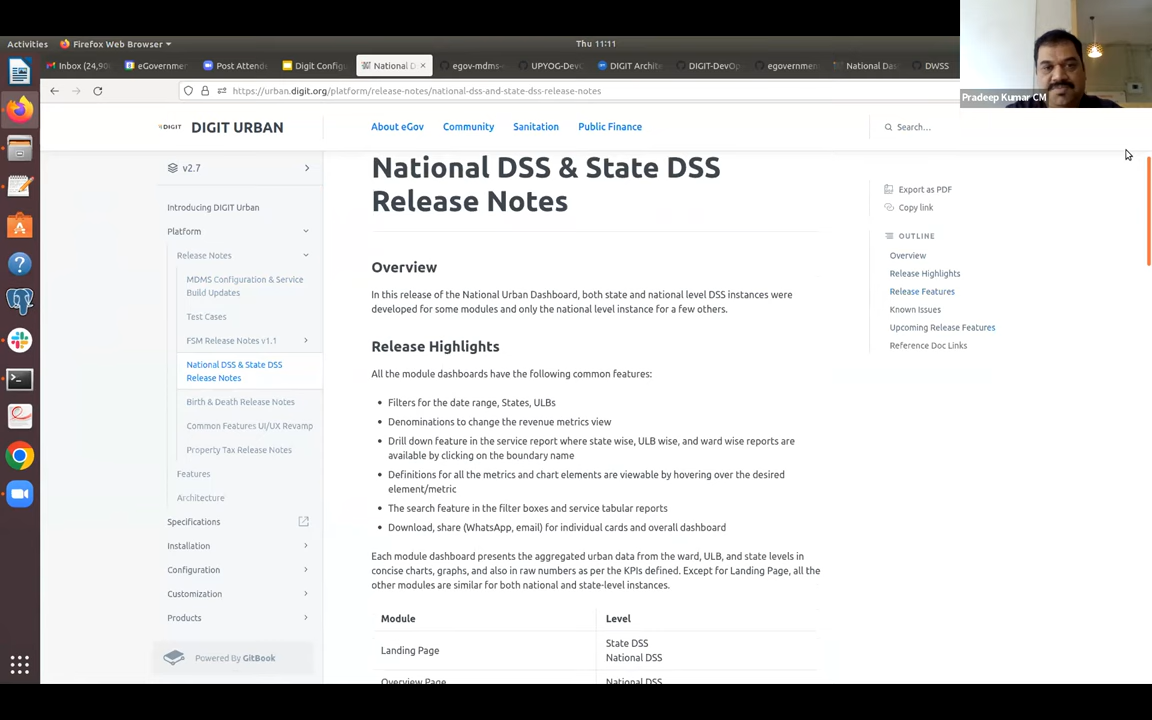 Activities
Firefox Web Browser
Thu 11:11
Inbox (24,90
eGovernme
Post Attend
Digit Config
National D
egov-mdms-
UPYOG-DevO
DIGIT Archite
DIGIT-DevOp
egovernmen
National Das
DWSS
Pradeep Kumar CM
https://urban.digit.org/platform/release-notes/national-dss-and-state-dss-release-notes
DIGIT
DIGIT URBAN
About eGov
Community
Sanitation
Public Finance
Search...
v2.7
Introducing DIGIT Urban
Platform
Release Notes
MDMS Configuration & Service
Build Updates
Test Cases
FSM Release Notes v1.1
National DSS & State DSS
Release Notes
Birth & Death Release Notes
Common Features UI/UX Revamp
Property Tax Release Notes
Features
Architecture
Specifications
Installation
Configuration
Customization
Products
Powered By GitBook
National DSS & State DSS
Release Notes
Overview
In this release of the National Urban Dashboard, both state and national level DSS instances were
developed for some modules and only the national level instance for a few others.
Release Highlights
All the module dashboards have the following common features:
• Filters for the date range, States, ULBs
• Denominations to change the revenue metrics view
• Drill down feature in the service report where state wise, ULB wise, and ward wise reports are
available by clicking on the boundary name
• Definitions for all the metrics and chart elements are viewable by hovering over the desired
element/metric
• The search feature in the filter boxes and service tabular reports
• Download, share (WhatsApp, email) for individual cards and overall dashboard
Each module dashboard presents the aggregated urban data from the ward, ULB, and state levels in
concise charts, graphs, and also in raw numbers as per the KPIs defined. Except for Landing Page, all the
other modules are similar for both national and state-level instances.
Module
Level
Landing Page
State DSS
National DSS
Overview Page
National DSS
Export as PDF
Copy link
OUTLINE
Overview
Release Highlights
Release Features
Known Issues
Upcoming Release Features
Reference Doc Links